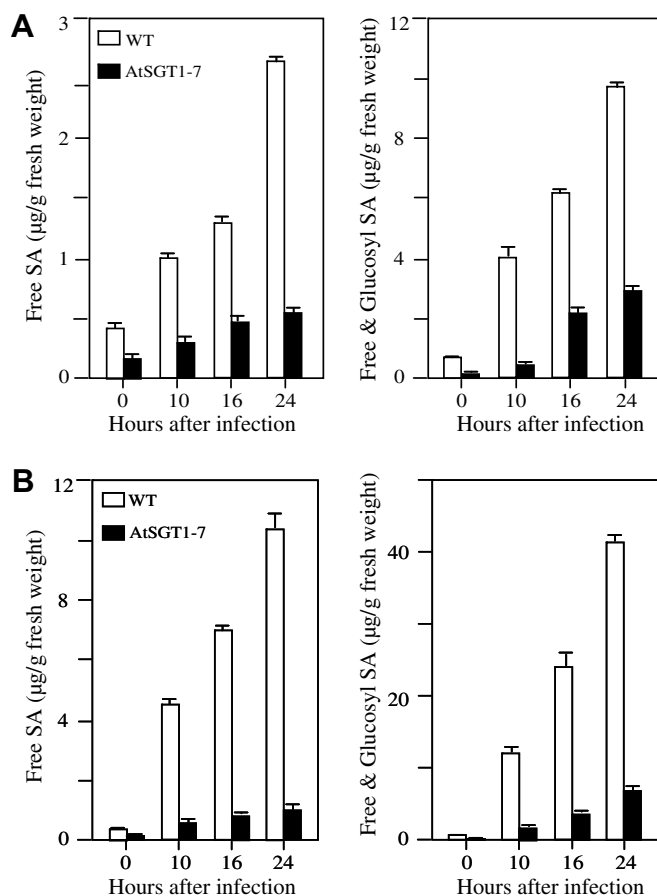 A
Free SA (µg/g fresh weight)
3
2
1
0
WT
AtSGT1-7
0 10 16 24
Hours after infection
Free & Glucosyl SA (µg/g fresh weight)
12
8
4
0
0 10 16 24
Hours after infection
B
Free SA (µg/g fresh weight)
12
8
4
0
WT
AtSGT1-7
0 10 16 24
Hours after infection
Free & Glucosyl SA (µg/g fresh weight)
40
20
0
0 10 16 24
Hours after infection